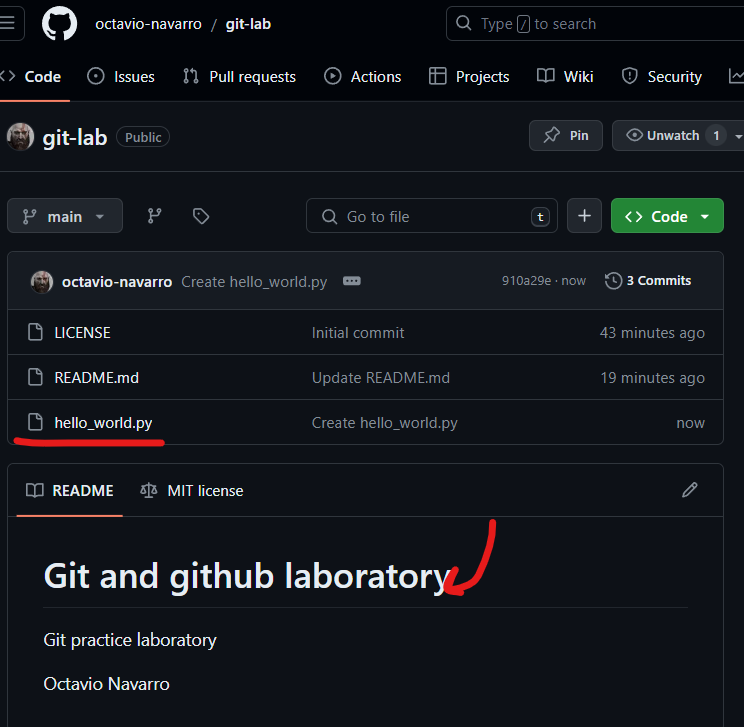 octavio-navarro / git-lab Type / to search
Code Issues Pull requests Actions Projects Wiki Security
git-lab Public Pin Unwatch 1
main Go to file t + Code
octavio-navarro Create hello_world.py 910a29e · now 3 Commits
LICENSE Initial commit 43 minutes ago
README.md Update README.md 19 minutes ago
hello_world.py Create hello_world.py now
README MIT license
Git and github laboratory
Git practice laboratory
Octavio Navarro